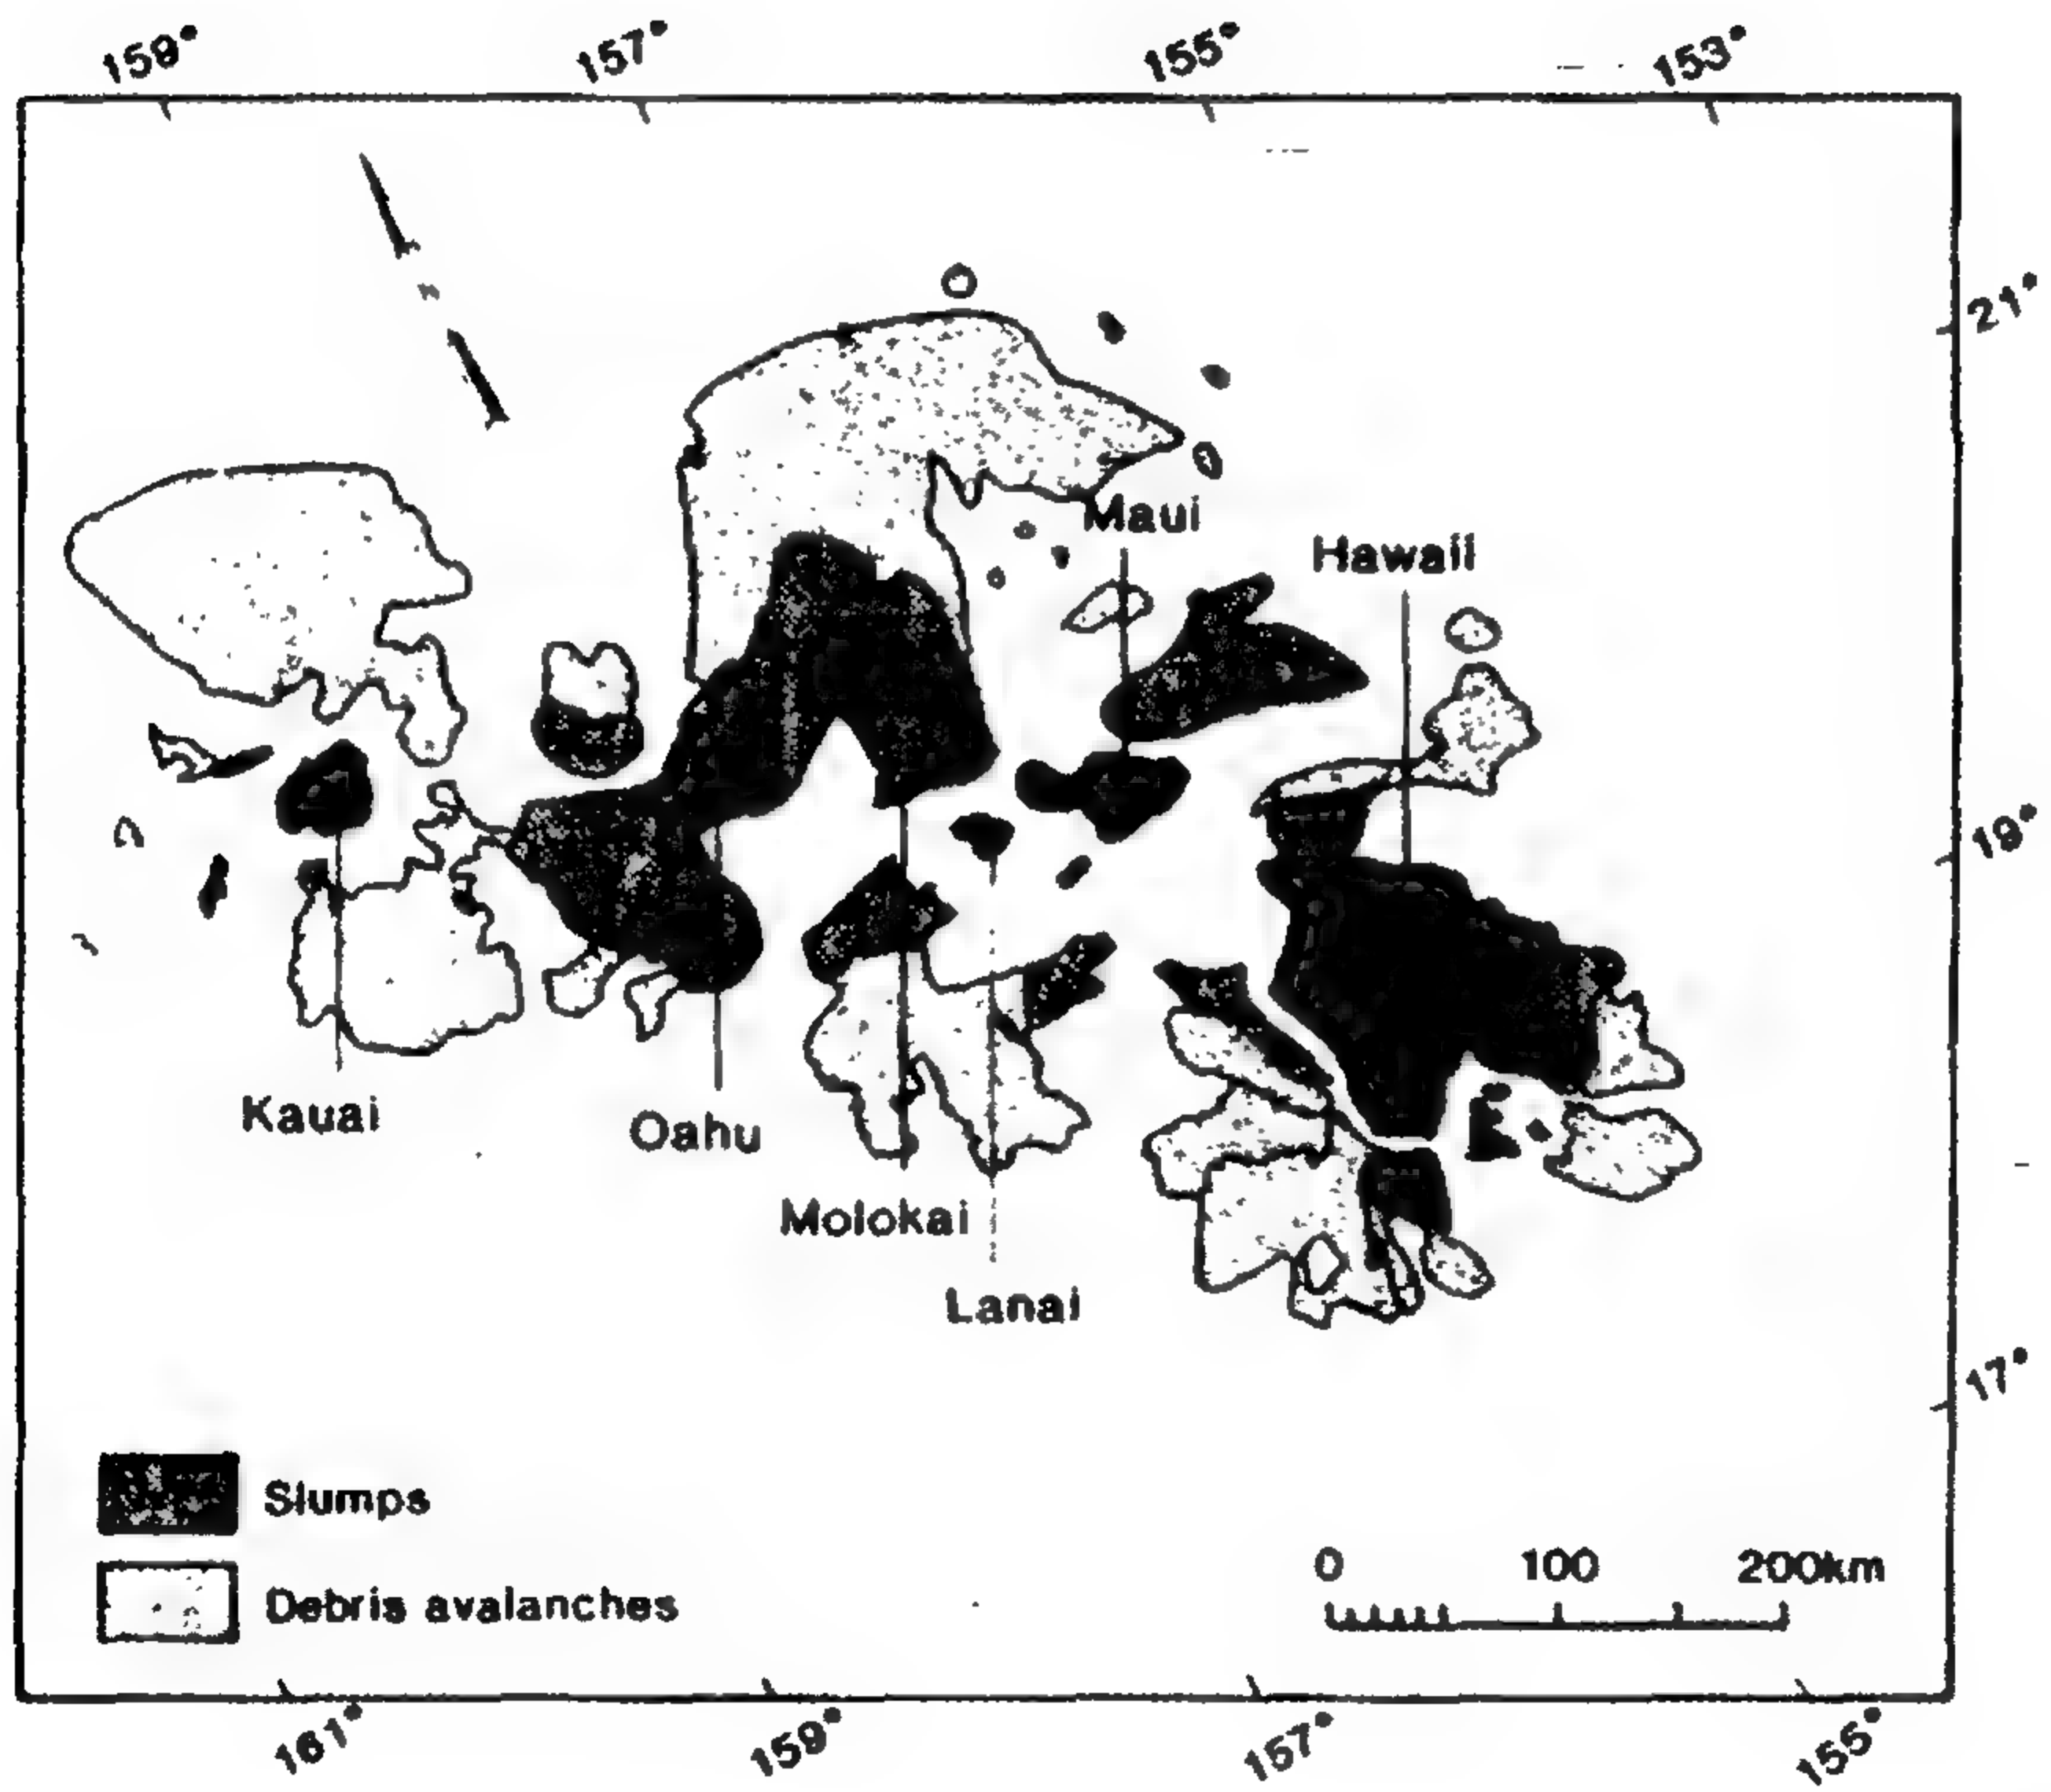 159°
157°
155°
153°
N
21°
Maui
Hawaii
19°
Kauai
Oahu
Molokai
Lanai
17°
Slumps
Debris avalanches
0 100 200km
161°
159°
157°
155°